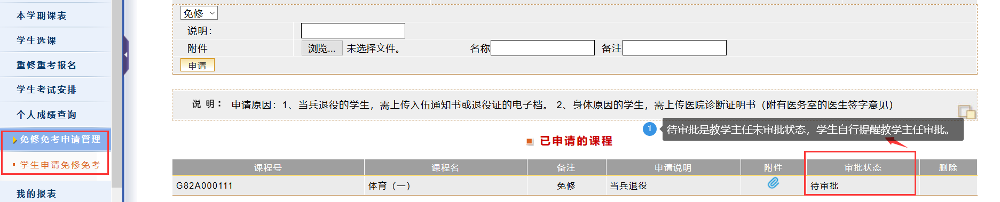 本学期课表
学生选课
重修重考报名
学生考试安排
个人成绩查询
免修免考申请管理
学生申请免修免考
我的报表
免修
说明：
附件 浏览... 未选择文件。 名称 备注
申请
说 明： 申请原因：1、当兵退役的学生，需上传入伍通知书或退役证的电子档。 2、身体原因的学生，需上传医院诊断证明书（附有医务室的医生签字意见）
1 待审批是教学主任未审批状态，学生自行提醒教学主任审批。
已申请的课程
课程号 课程名 备注 申请说明 附件 审批状态 删除
G82A000111 体育（一） 免修 当兵退役 待审批